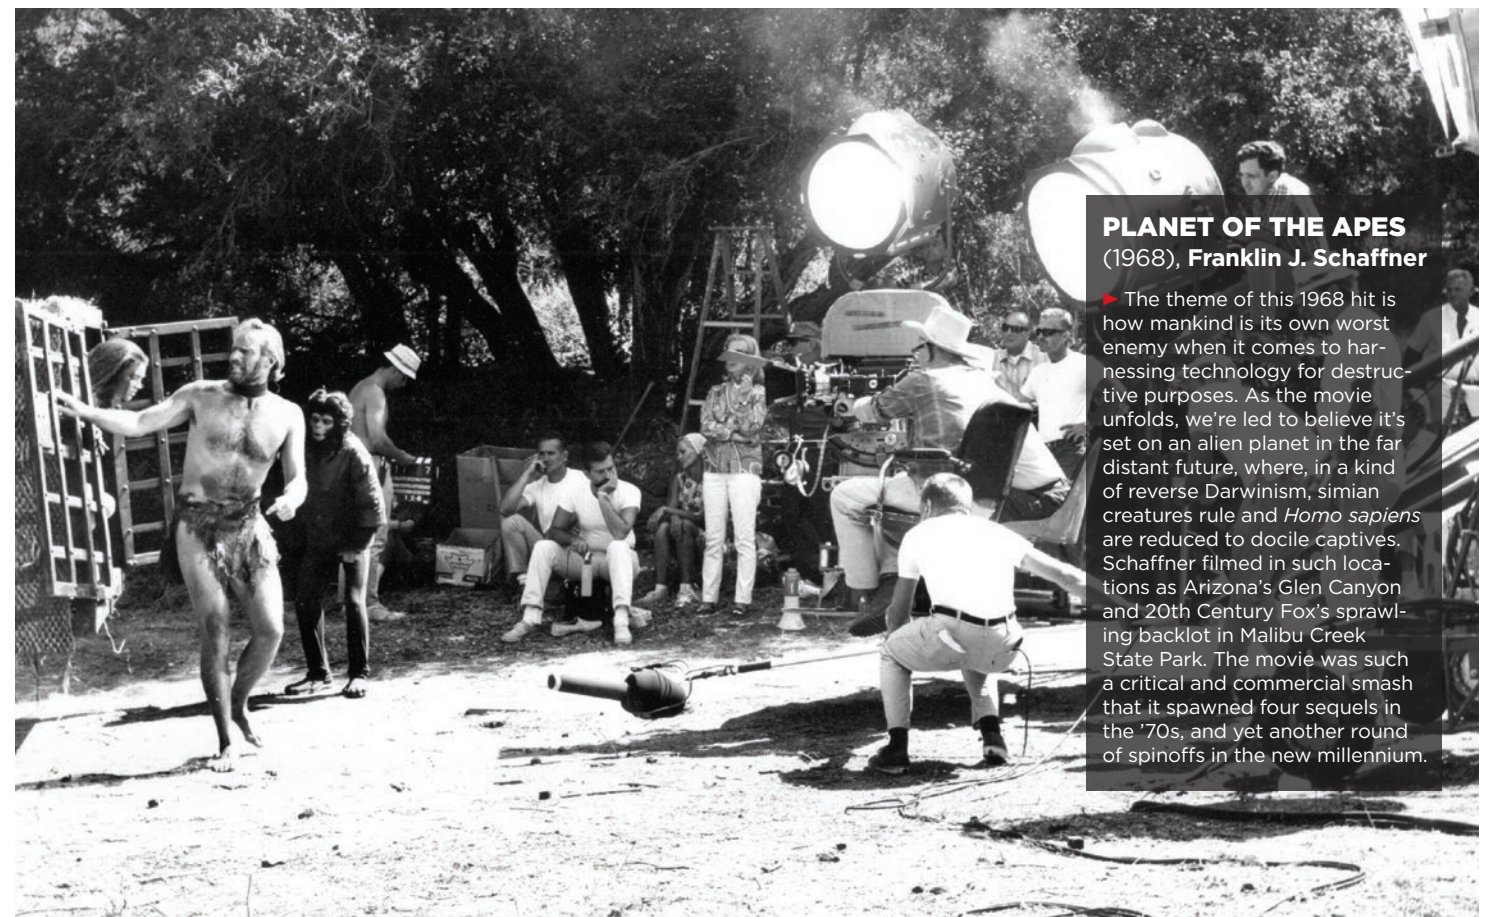 PLANET OF THE APES
(1968), Franklin J. Schaffner
► The theme of this 1968 hit is
how mankind is its own worst
enemy when it comes to har-
nessing technology for destruc-
tive purposes. As the movie
unfolds, we’re led to believe it’s
set on an alien planet in the far
distant future, where, in a kind
of reverse Darwinism, simian
creatures rule and Homo sapiens
are reduced to docile captives.
Schaffner filmed in such loca-
tions as Arizona’s Glen Canyon
and 20th Century Fox’s sprawl-
ing backlot in Malibu Creek
State Park. The movie was such
a critical and commercial smash
that it spawned four sequels in
the ’70s, and yet another round
of spinoffs in the new millennium.